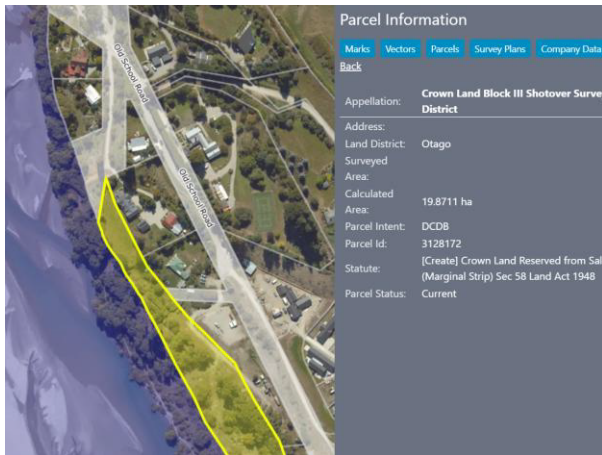 Old School Road
Old School Road
Parcel Information
Marks Vectors Parcels Survey Plans Company Data
Back
Appellation: Crown Land Block III Shotover Surve
District
Address:
Land District: Otago
Surveyed
Area:
Calculated
Area: 19.8711 ha
Parcel Intent: DCDB
Parcel Id: 3128172
Statute: [Create] Crown Land Reserved from Sal
(Marginal Strip) Sec 58 Land Act 1948
Parcel Status: Current